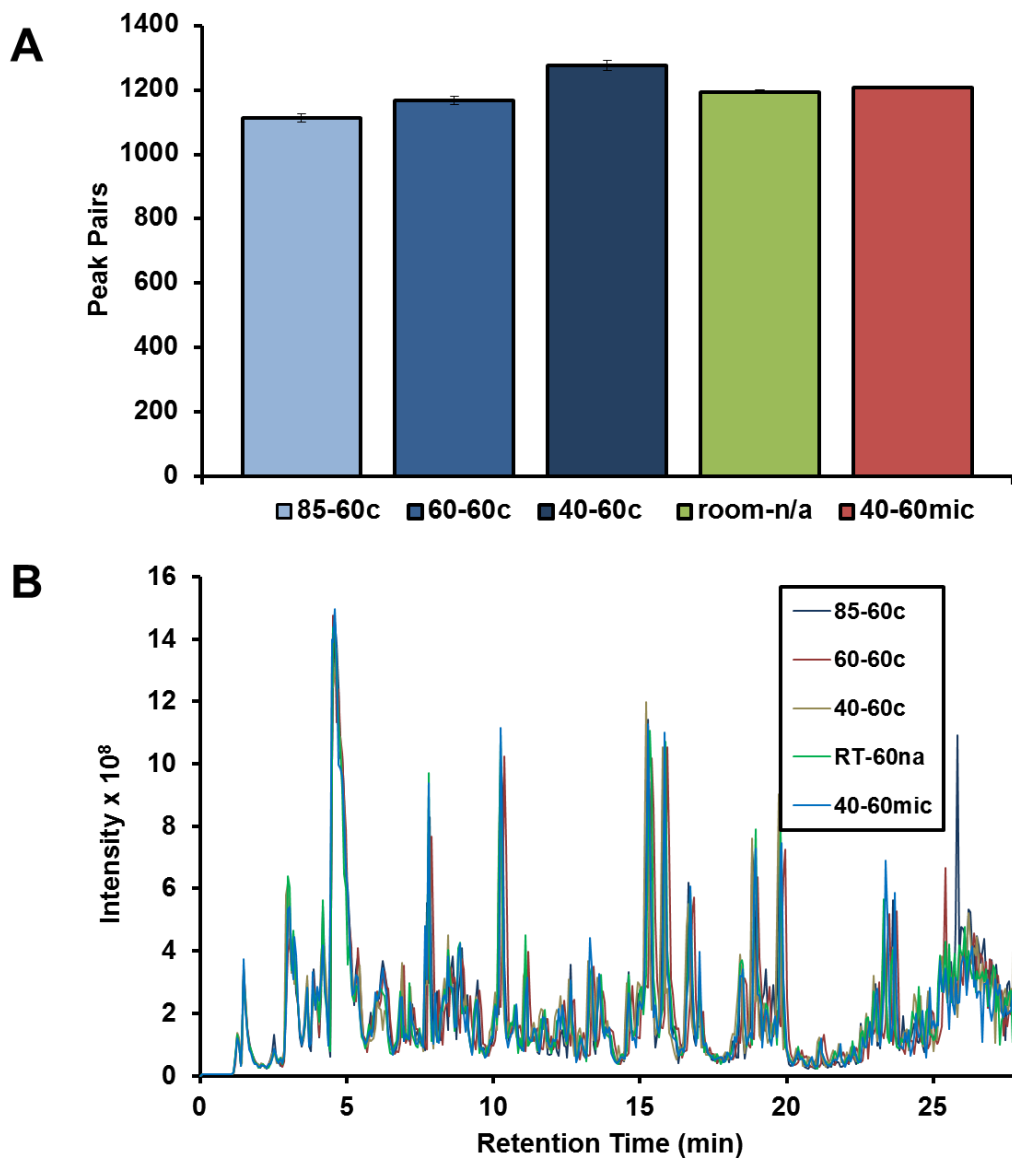 A
1400
1200
1000
800
600
400
200
0
Peak Pairs
85-60c 60-60c 40-60c room-n/a 40-60mic
B
16
14
12
10
8
6
4
2
0
Intensity x 10⁸
85-60c
60-60c
40-60c
RT-60na
40-60mic
0 5 10 15 20 25
Retention Time (min)